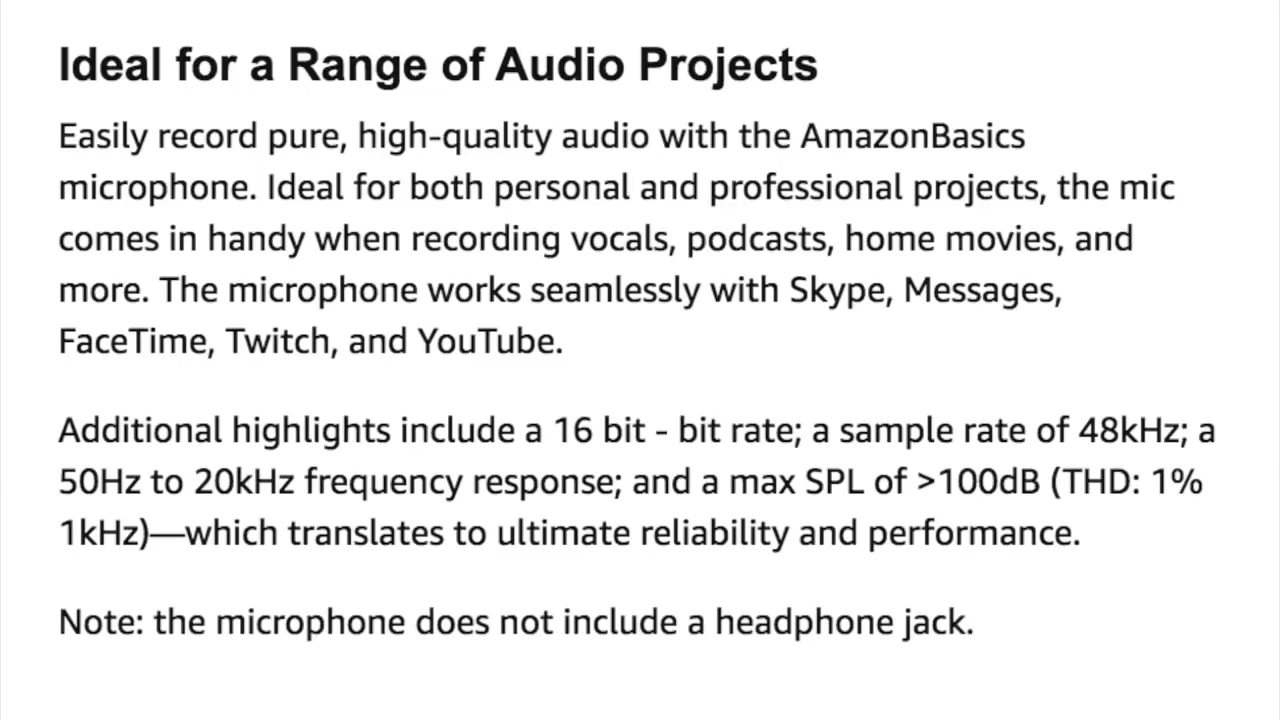 Ideal for a Range of Audio Projects
Easily record pure, high-quality audio with the AmazonBasics
microphone. Ideal for both personal and professional projects, the mic
comes in handy when recording vocals, podcasts, home movies, and
more. The microphone works seamlessly with Skype, Messages,
FaceTime, Twitch, and YouTube.
Additional highlights include a 16 bit - bit rate; a sample rate of 48kHz; a
50Hz to 20kHz frequency response; and a max SPL of >100dB (THD: 1%
1kHz)—which translates to ultimate reliability and performance.
Note: the microphone does not include a headphone jack.